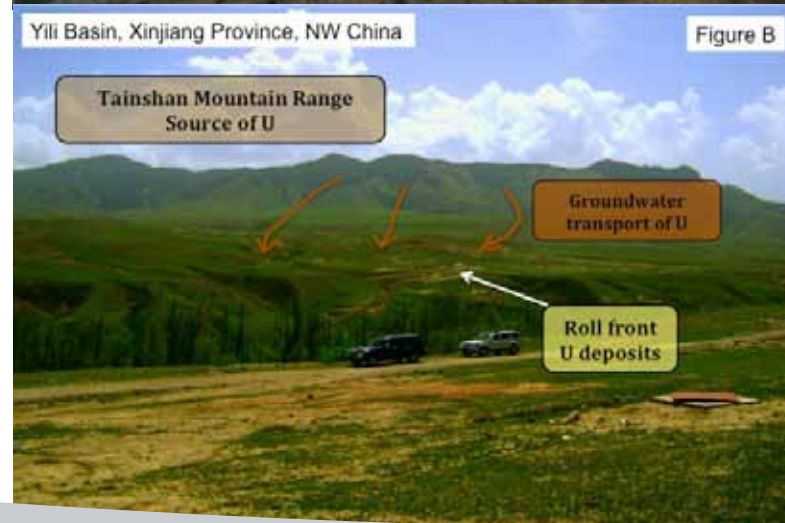 Yili Basin, Xinjiang Province, NW China
Figure B
Tainshan Mountain Range
Source of U
Groundwater
transport of U
Roll front
U deposits